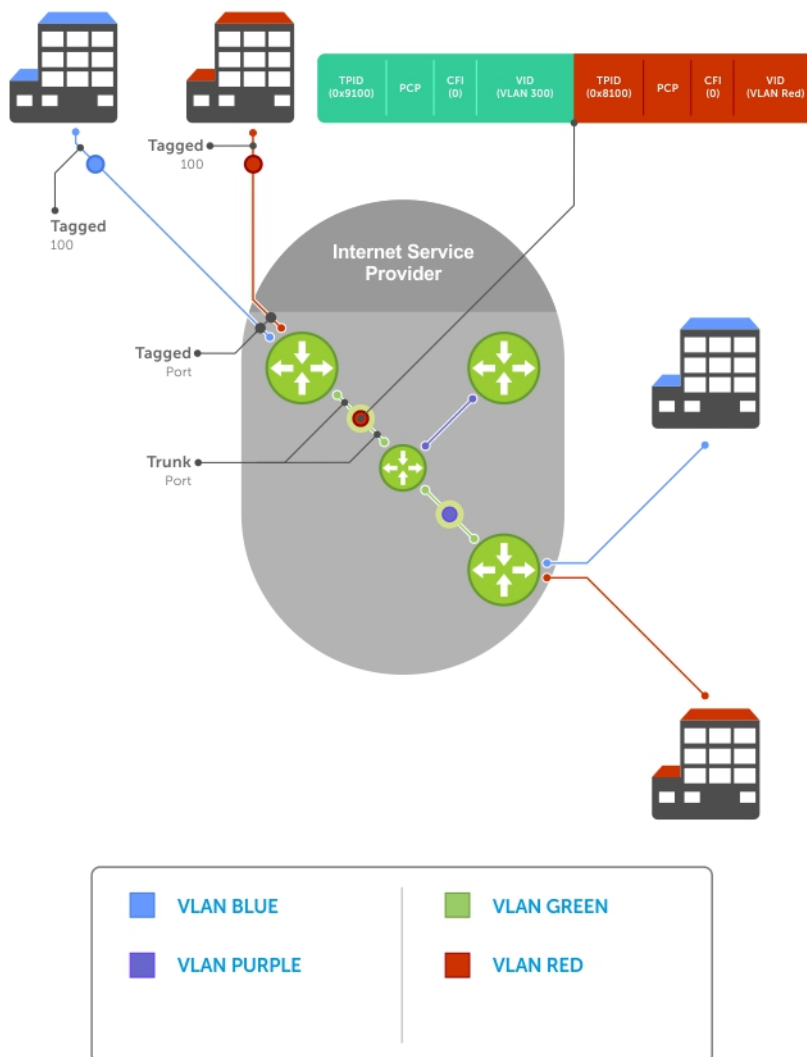 TPID
(0x9100)
PCP
CFI
(0)
VID
(VLAN 300)
TPID
(0x8100)
PCP
CFI
(0)
VID
(VLAN Red)
Tagged
100
Tagged
100
Internet Service
Provider
Tagged
Port
Trunk
Port
VLAN BLUE
VLAN GREEN
VLAN PURPLE
VLAN RED